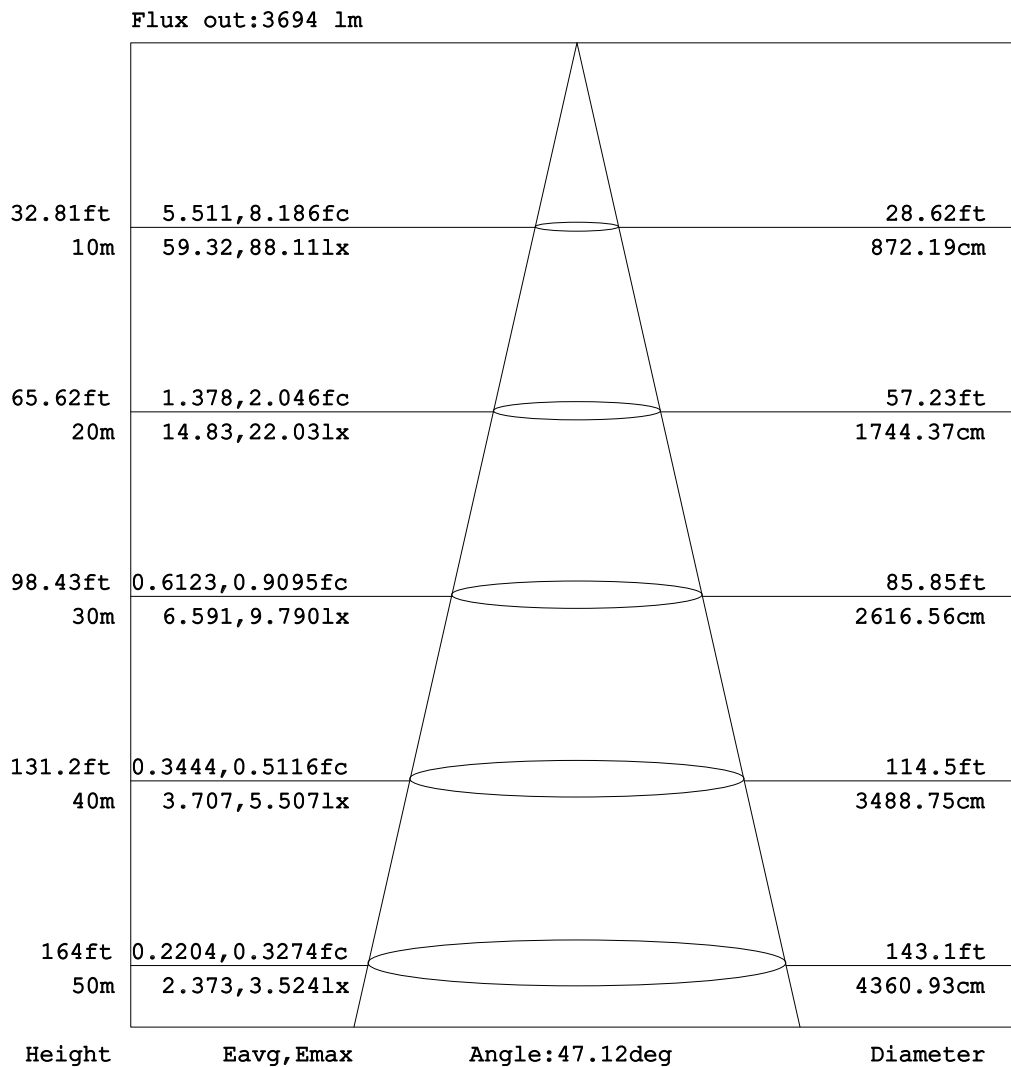 Flux out:3694 lm
32.81ft 5.511,8.186fc 28.62ft
10m 59.32,88.11lx 872.19cm
65.62ft 1.378,2.046fc 57.23ft
20m 14.83,22.03lx 1744.37cm
98.43ft 0.6123,0.9095fc 85.85ft
30m 6.591,9.790lx 2616.56cm
131.2ft 0.3444,0.5116fc 114.5ft
40m 3.707,5.507lx 3488.75cm
164ft 0.2204,0.3274fc 143.1ft
50m 2.373,3.524lx 4360.93cm
Height Eavg,Emax Angle:47.12deg Diameter